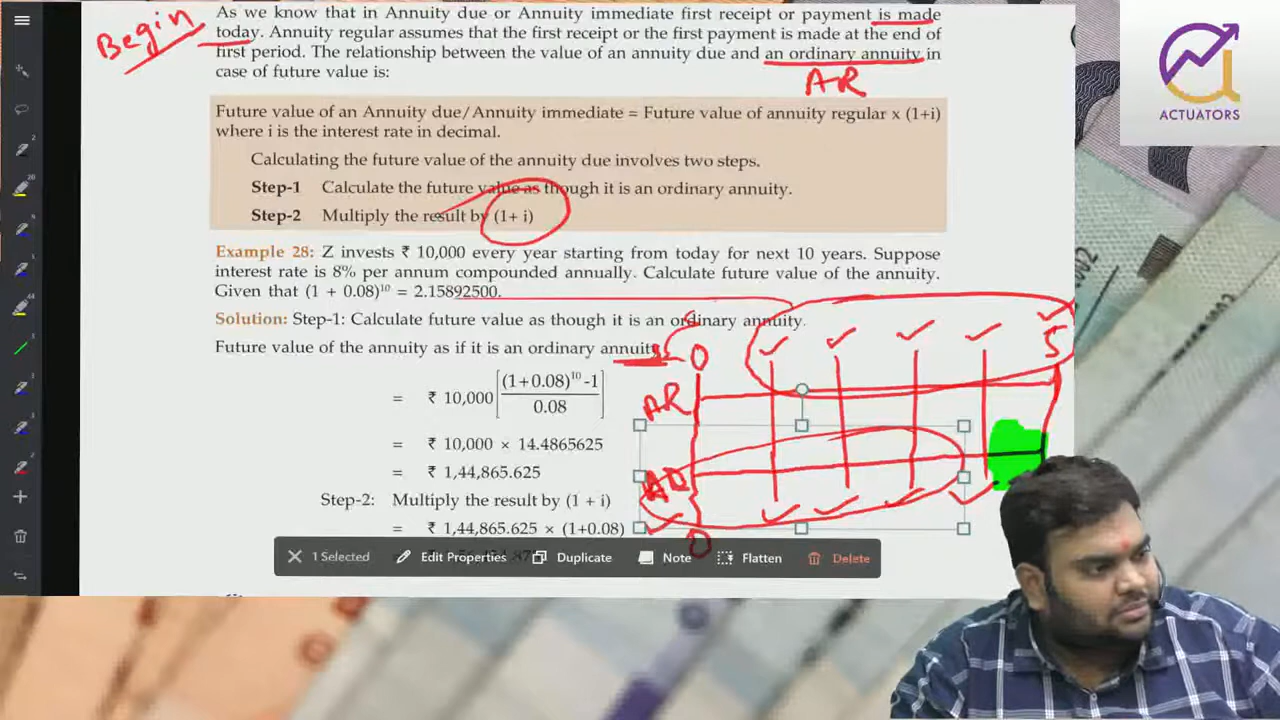 Begin
As we know that in Annuity due or Annuity immediate first receipt or payment is made
today. Annuity regular assumes that the first receipt or the first payment is made at the end of
first period. The relationship between the value of an annuity due and an ordinary annuity in
case of future value is:
AR
Future value of an Annuity due/Annuity immediate = Future value of annuity regular x (1+i)
where i is the interest rate in decimal.
Calculating the future value of the annuity due involves two steps.
Step-1 Calculate the future value as though it is an ordinary annuity.
Step-2 Multiply the result by (1+ i)
Example 28: Z invests ₹ 10,000 every year starting from today for next 10 years. Suppose
interest rate is 8% per annum compounded annually. Calculate future value of the annuity.
Given that (1 + 0.08)¹⁰ = 2.15892500.
Solution: Step-1: Calculate future value as though it is an ordinary annuity.
Future value of the annuity as if it is an ordinary annuity
= ₹ 10,000 [(1+0.08)¹⁰ -1 / 0.08]
= ₹ 10,000 × 14.4865625
= ₹ 1,44,865.625
Step-2: Multiply the result by (1 + i)
= ₹ 1,44,865.625 × (1+0.08)
0
5
AR
AD
0
1 Selected Edit Properties Duplicate Note Flatten Delete
ACTUATORS